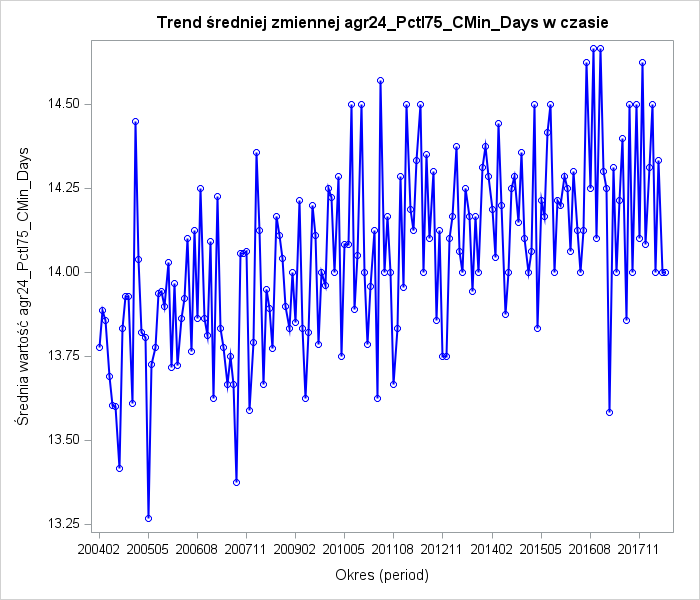 Trend średniej zmiennej agr24_Pctl75_CMin_Days w czasie
Średnia wartość agr24_Pctl75_CMin_Days
14.50
14.25
14.00
13.75
13.50
13.25
200402 200505 200608 200711 200902 201005 201108 201211 201402 201505 201608 201711
Okres (period)